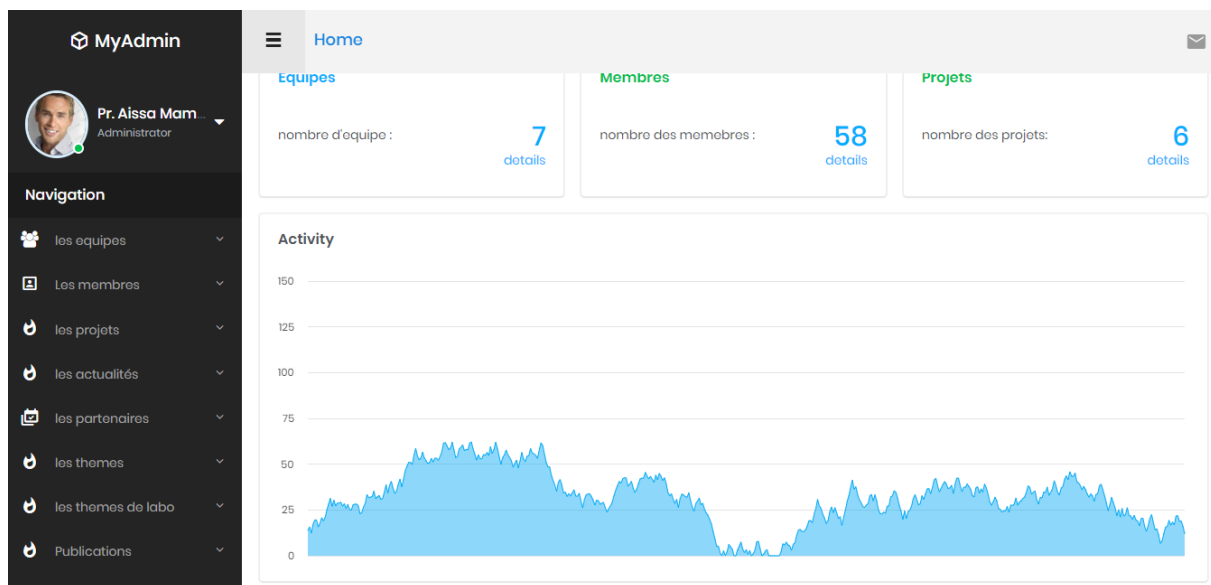 MyAdmin
Home
Pr. Aissa Mam...
Administrator
Navigation
les equipes
Les membres
les projets
les actualités
les partenaires
les themes
les themes de labo
Publications
Equipes
nombre d'equipe :
7
details
Membres
nombre des memebres :
58
details
Projets
nombre des projets:
6
details
Activity
150
125
100
75
50
25
0